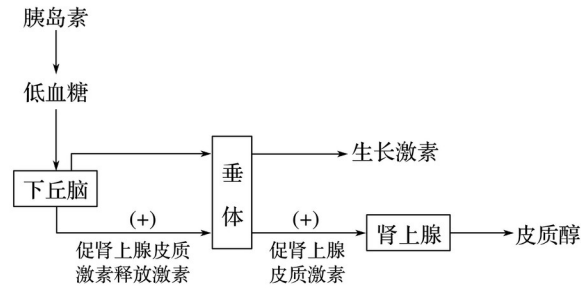 胰岛素
低血糖
下丘脑
垂
体
生长激素
(+)
促肾上腺皮质
激素释放激素
(+)
促肾上腺
皮质激素
肾上腺
皮质醇